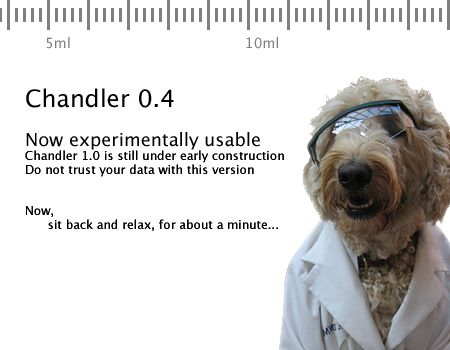 5ml 10ml
Chandler 0.4
Now experimentally usable
Chandler 1.0 is still under early construction
Do not trust your data with this version
Now,
sit back and relax, for about a minute...